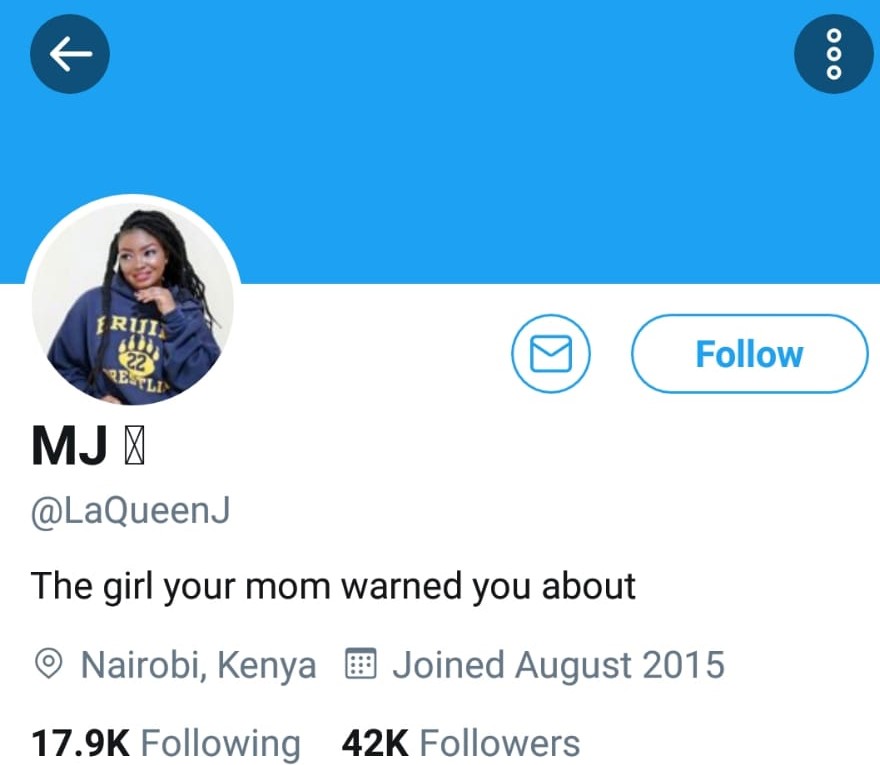 22
MJ
@LaQueenJ
The girl your mom warned you about
Nairobi, Kenya Joined August 2015
17.9K Following 42K Followers
Follow